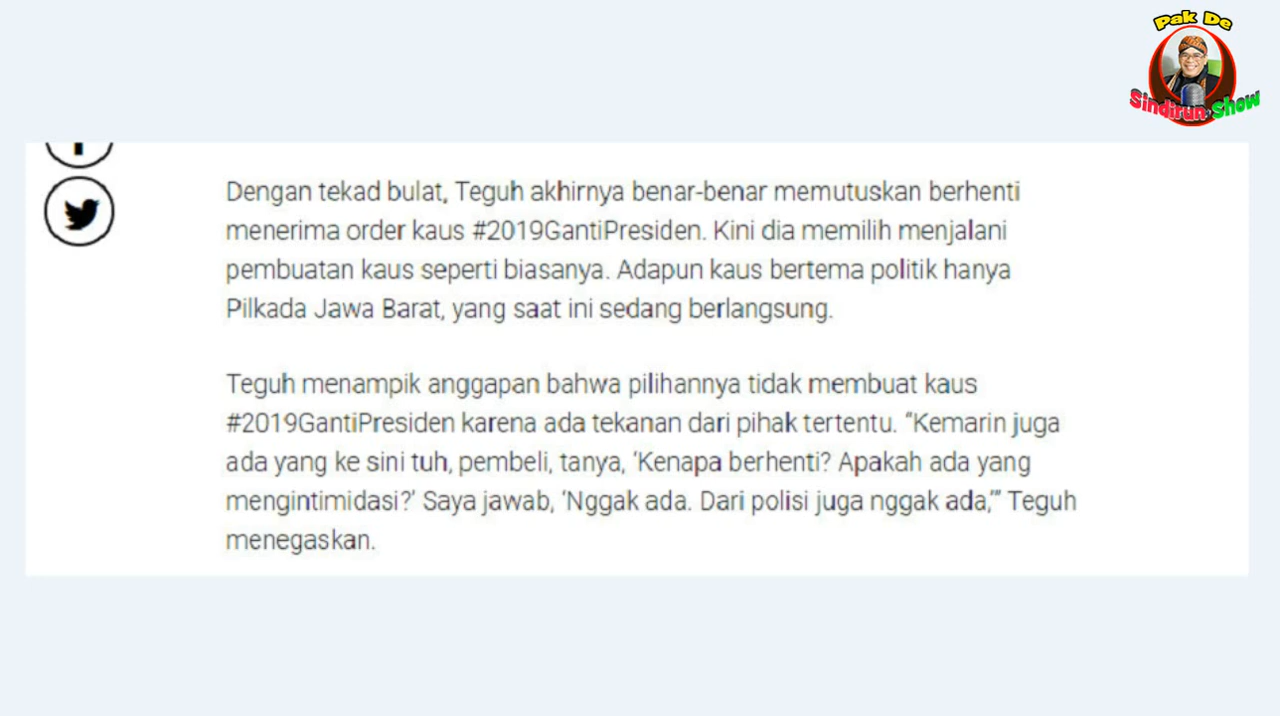 Pak De
Sindirun Show
Dengan tekad bulat, Teguh akhirnya benar-benar memutuskan berhenti
menerima order kaus #2019GantiPresiden. Kini dia memilih menjalani
pembuatan kaus seperti biasanya. Adapun kaus bertema politik hanya
Pilkada Jawa Barat, yang saat ini sedang berlangsung.
Teguh menampik anggapan bahwa pilihannya tidak membuat kaus
#2019GantiPresiden karena ada tekanan dari pihak tertentu. “Kemarin juga
ada yang ke sini tuh, pembeli, tanya, ‘Kenapa berhenti? Apakah ada yang
mengintimidasi?’ Saya jawab, ‘Nggak ada. Dari polisi juga nggak ada,’” Teguh
menegaskan.